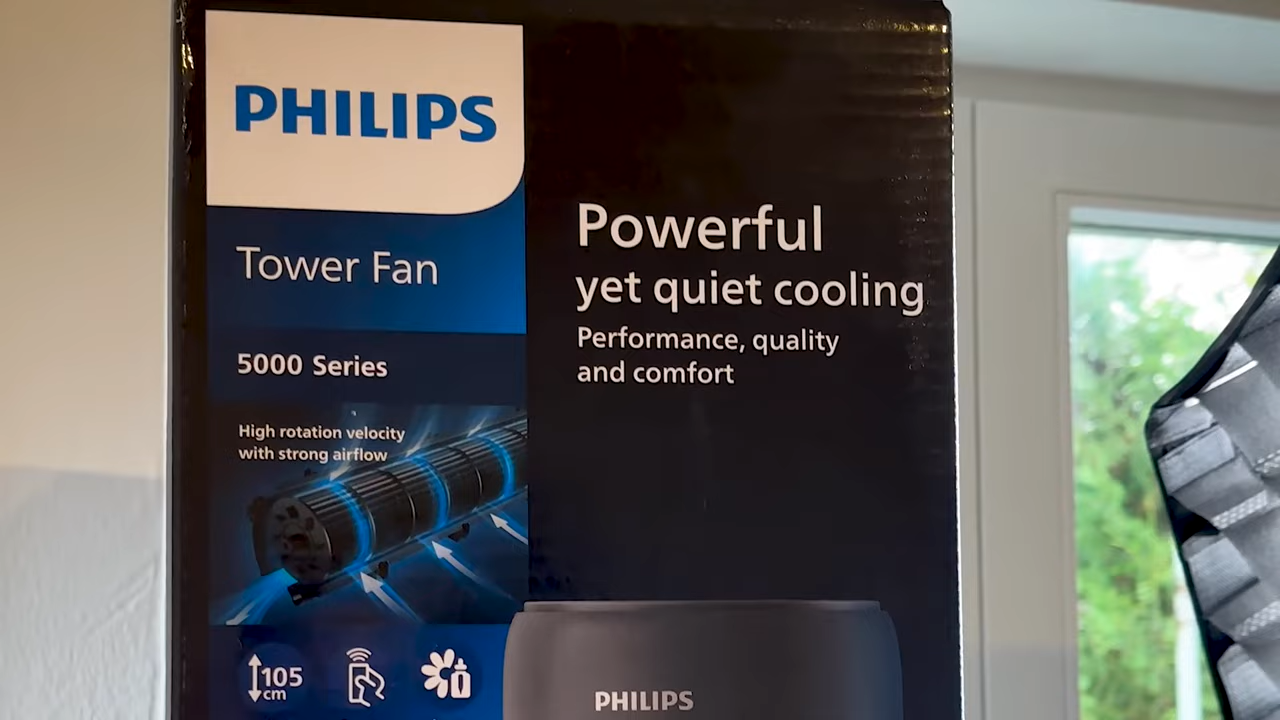 PHILIPS
Tower Fan
5000 Series
High rotation velocity
with strong airflow
105
cm
Powerful
yet quiet cooling
Performance, quality
and comfort
PHILIPS